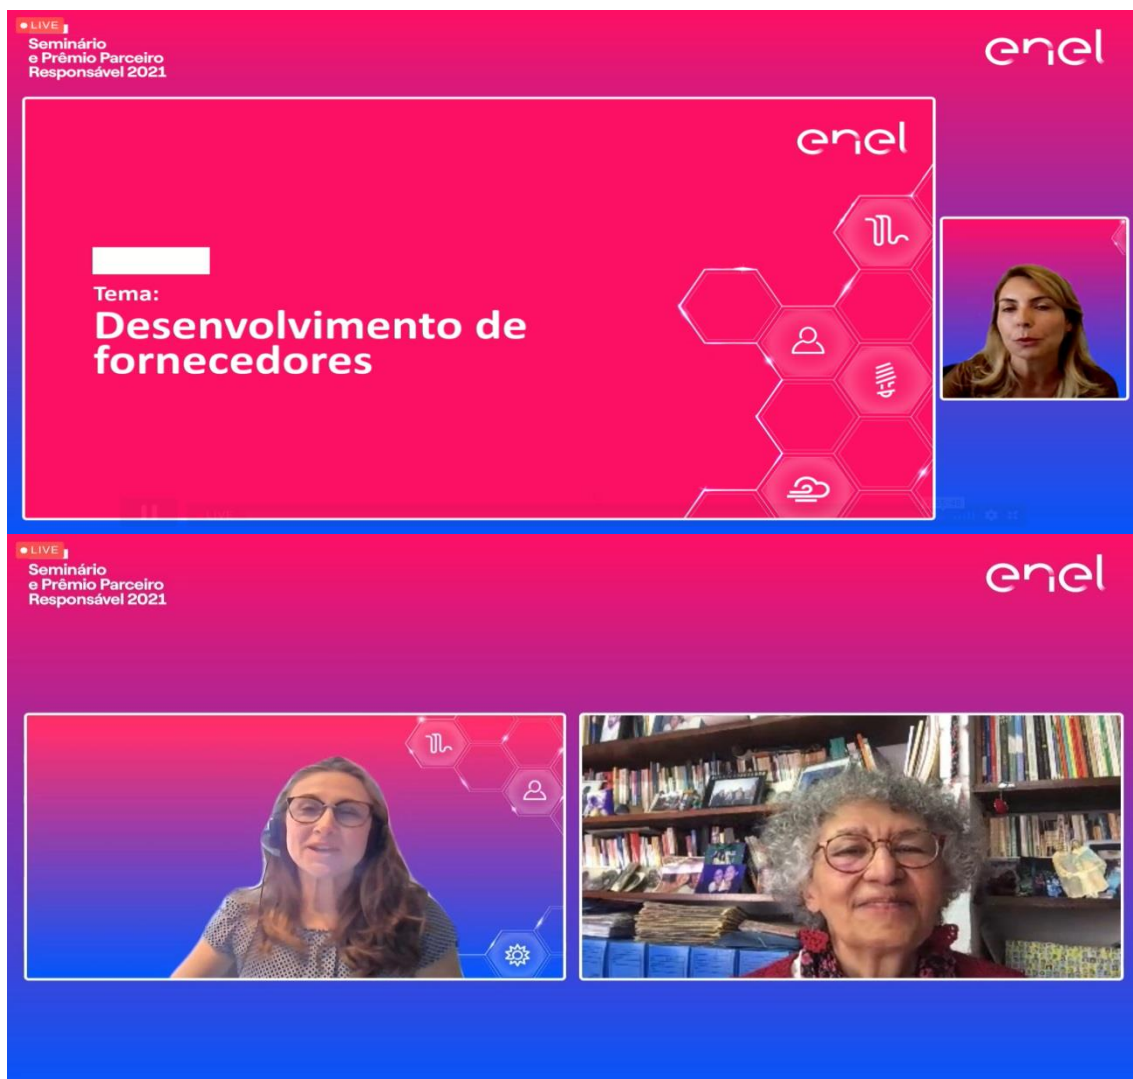 LIVE
Seminário
e Prêmio Parceiro
Responsável 2021
enel
enel
Tema:
Desenvolvimento de
fornecedores
LIVE
Seminário
e Prêmio Parceiro
Responsável 2021
enel